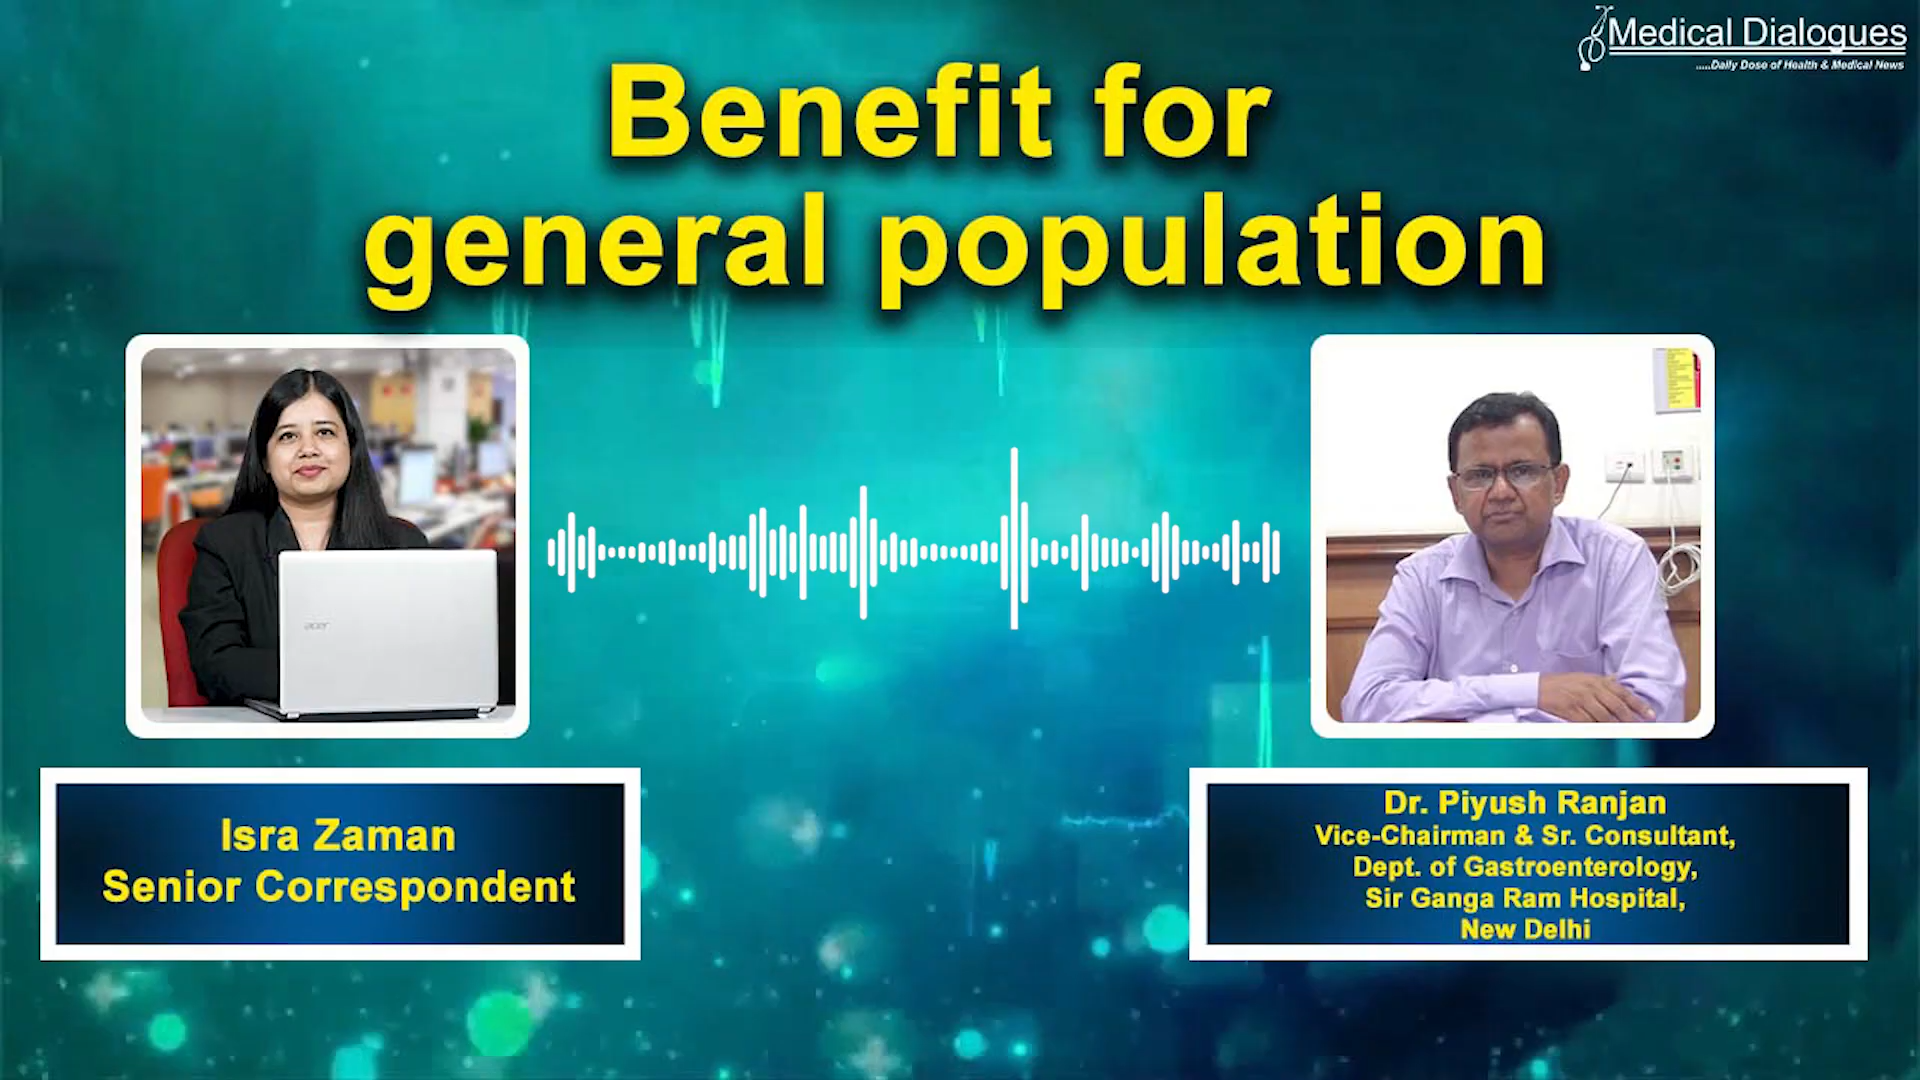 Medical Dialogues
.....Daily Dose of Health & Medical News
Benefit for
general population
acer
Isra Zaman
Senior Correspondent
Dr. Piyush Ranjan
Vice-Chairman & Sr. Consultant,
Dept. of Gastroenterology,
Sir Ganga Ram Hospital,
New Delhi